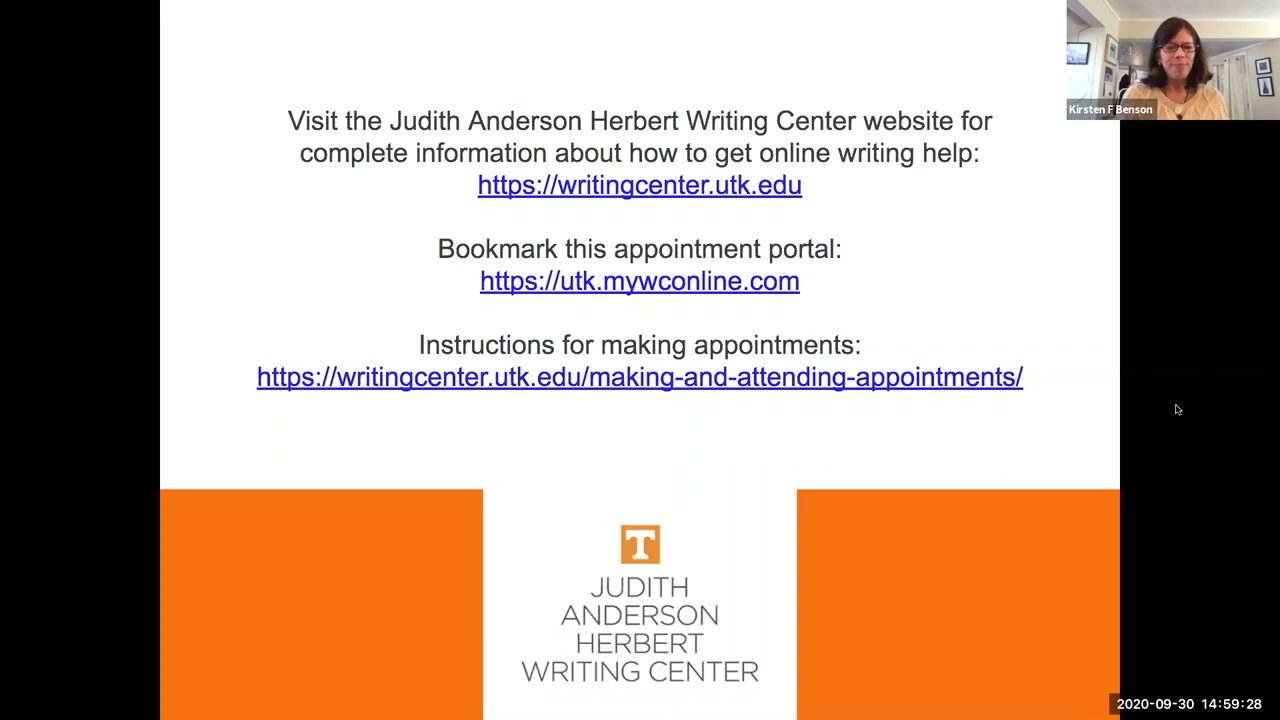 Visit the Judith Anderson Herbert Writing Center website for
complete information about how to get online writing help:
https://writingcenter.utk.edu
Bookmark this appointment portal:
https://utk.mywconline.com
Instructions for making appointments:
https://writingcenter.utk.edu/making-and-attending-appointments/
Kirsten F Benson
T
JUDITH
ANDERSON
HERBERT
WRITING CENTER
2020-09-30 14:59:28